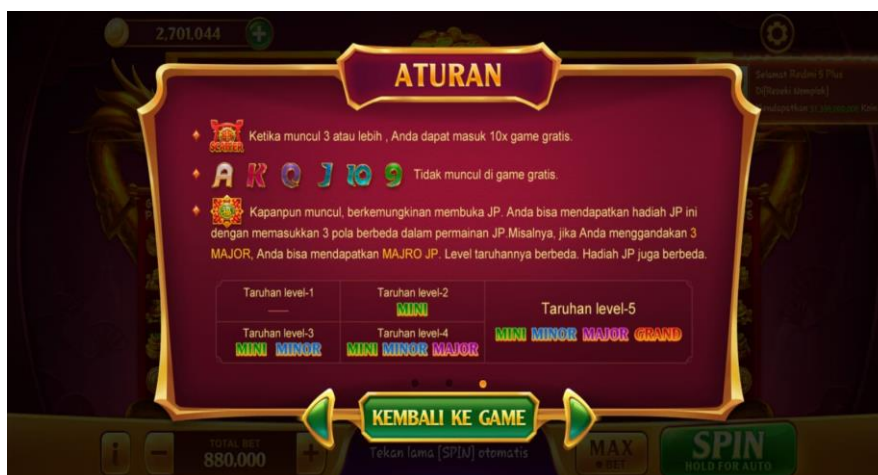 2,701.044
ATURAN
Selamat Redmi 5 Plus
Di[Rezeki Nomplok]
SCATTER Ketika muncul 3 atau lebih , Anda dapat masuk 10x game gratis.
A K Q J 10 9 Tidak muncul di game gratis.
Kapanpun muncul, berkemungkinan membuka JP. Anda bisa mendapatkan hadiah JP ini
dengan memasukkan 3 pola berbeda dalam permainan JP.Misalnya, jika Anda menggandakan 3
MAJOR, Anda bisa mendapatkan MAJRO JP. Level taruhannya berbeda. Hadiah JP juga berbeda.
Taruhan level-1
Taruhan level-2
MINI
Taruhan level-3
MINI MINOR
Taruhan level-4
MINI MINOR MAJOR
Taruhan level-5
MINI MINOR MAJOR GRAND
KEMBALI KE GAME
TOTAL BET
880.000
Tekan lama [SPIN] otomatis
MAX
BET
SPIN
HOLD FOR AUTO